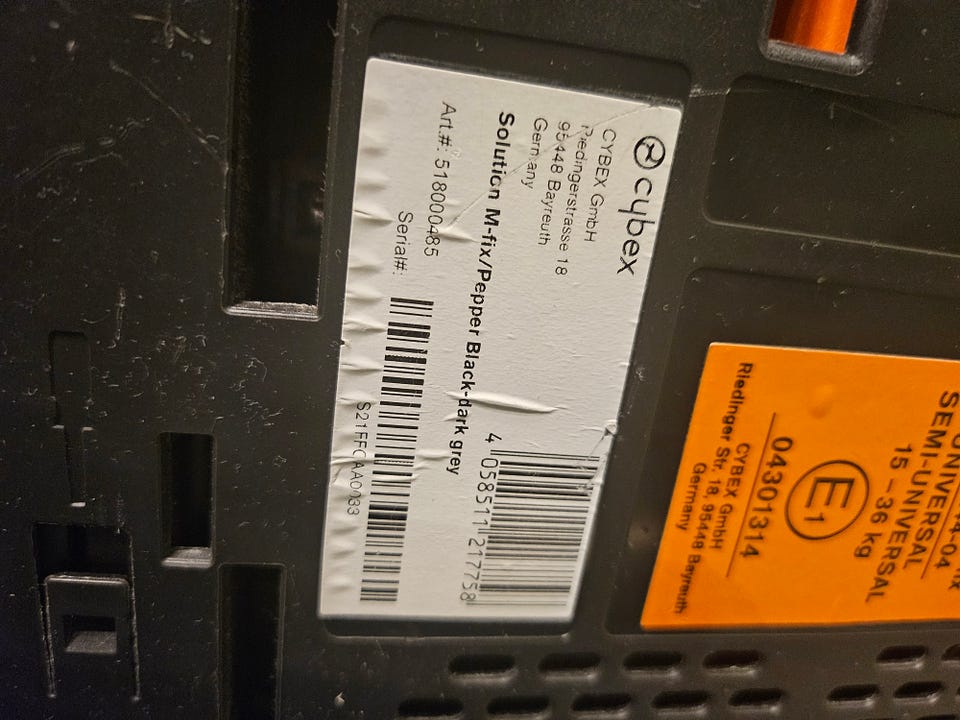 cybex
CYBEX GmbH
Riedingerstrasse 18
95448 Bayreuth
Germany
Solution M-fix/Pepper Black-dark grey
Art.#: 518000485
Serial#:
4 058511 217758
SEMI-UNIVERSAL
15 – 36 kg
E1
04301314
CYBEX GmbH
Riedinger Str. 18, 95448 Bayreuth
Germany